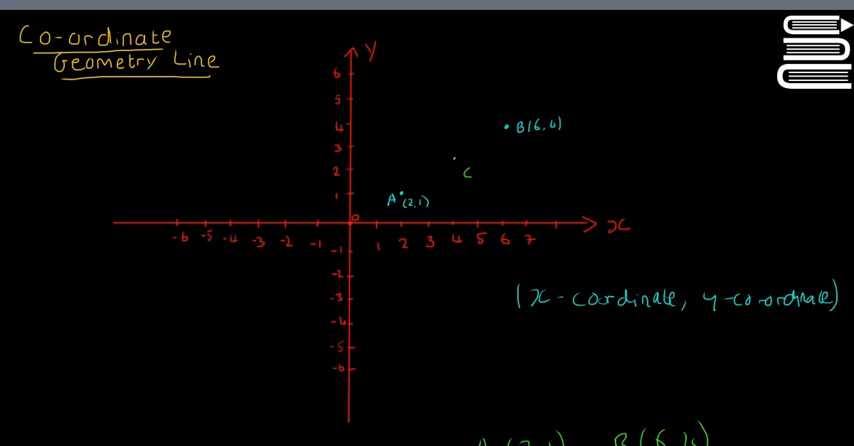 Co-ordinate
Geometry Line
y
6
5
4
3
2
1
B(6,4)
C
A (2,1)
0
x
-6 -5 -4 -3 -2 -1 1 2 3 4 5 6 7
-1
-2
-3
-4
-5
-6
(x-coordinate, y-co-ordinate)